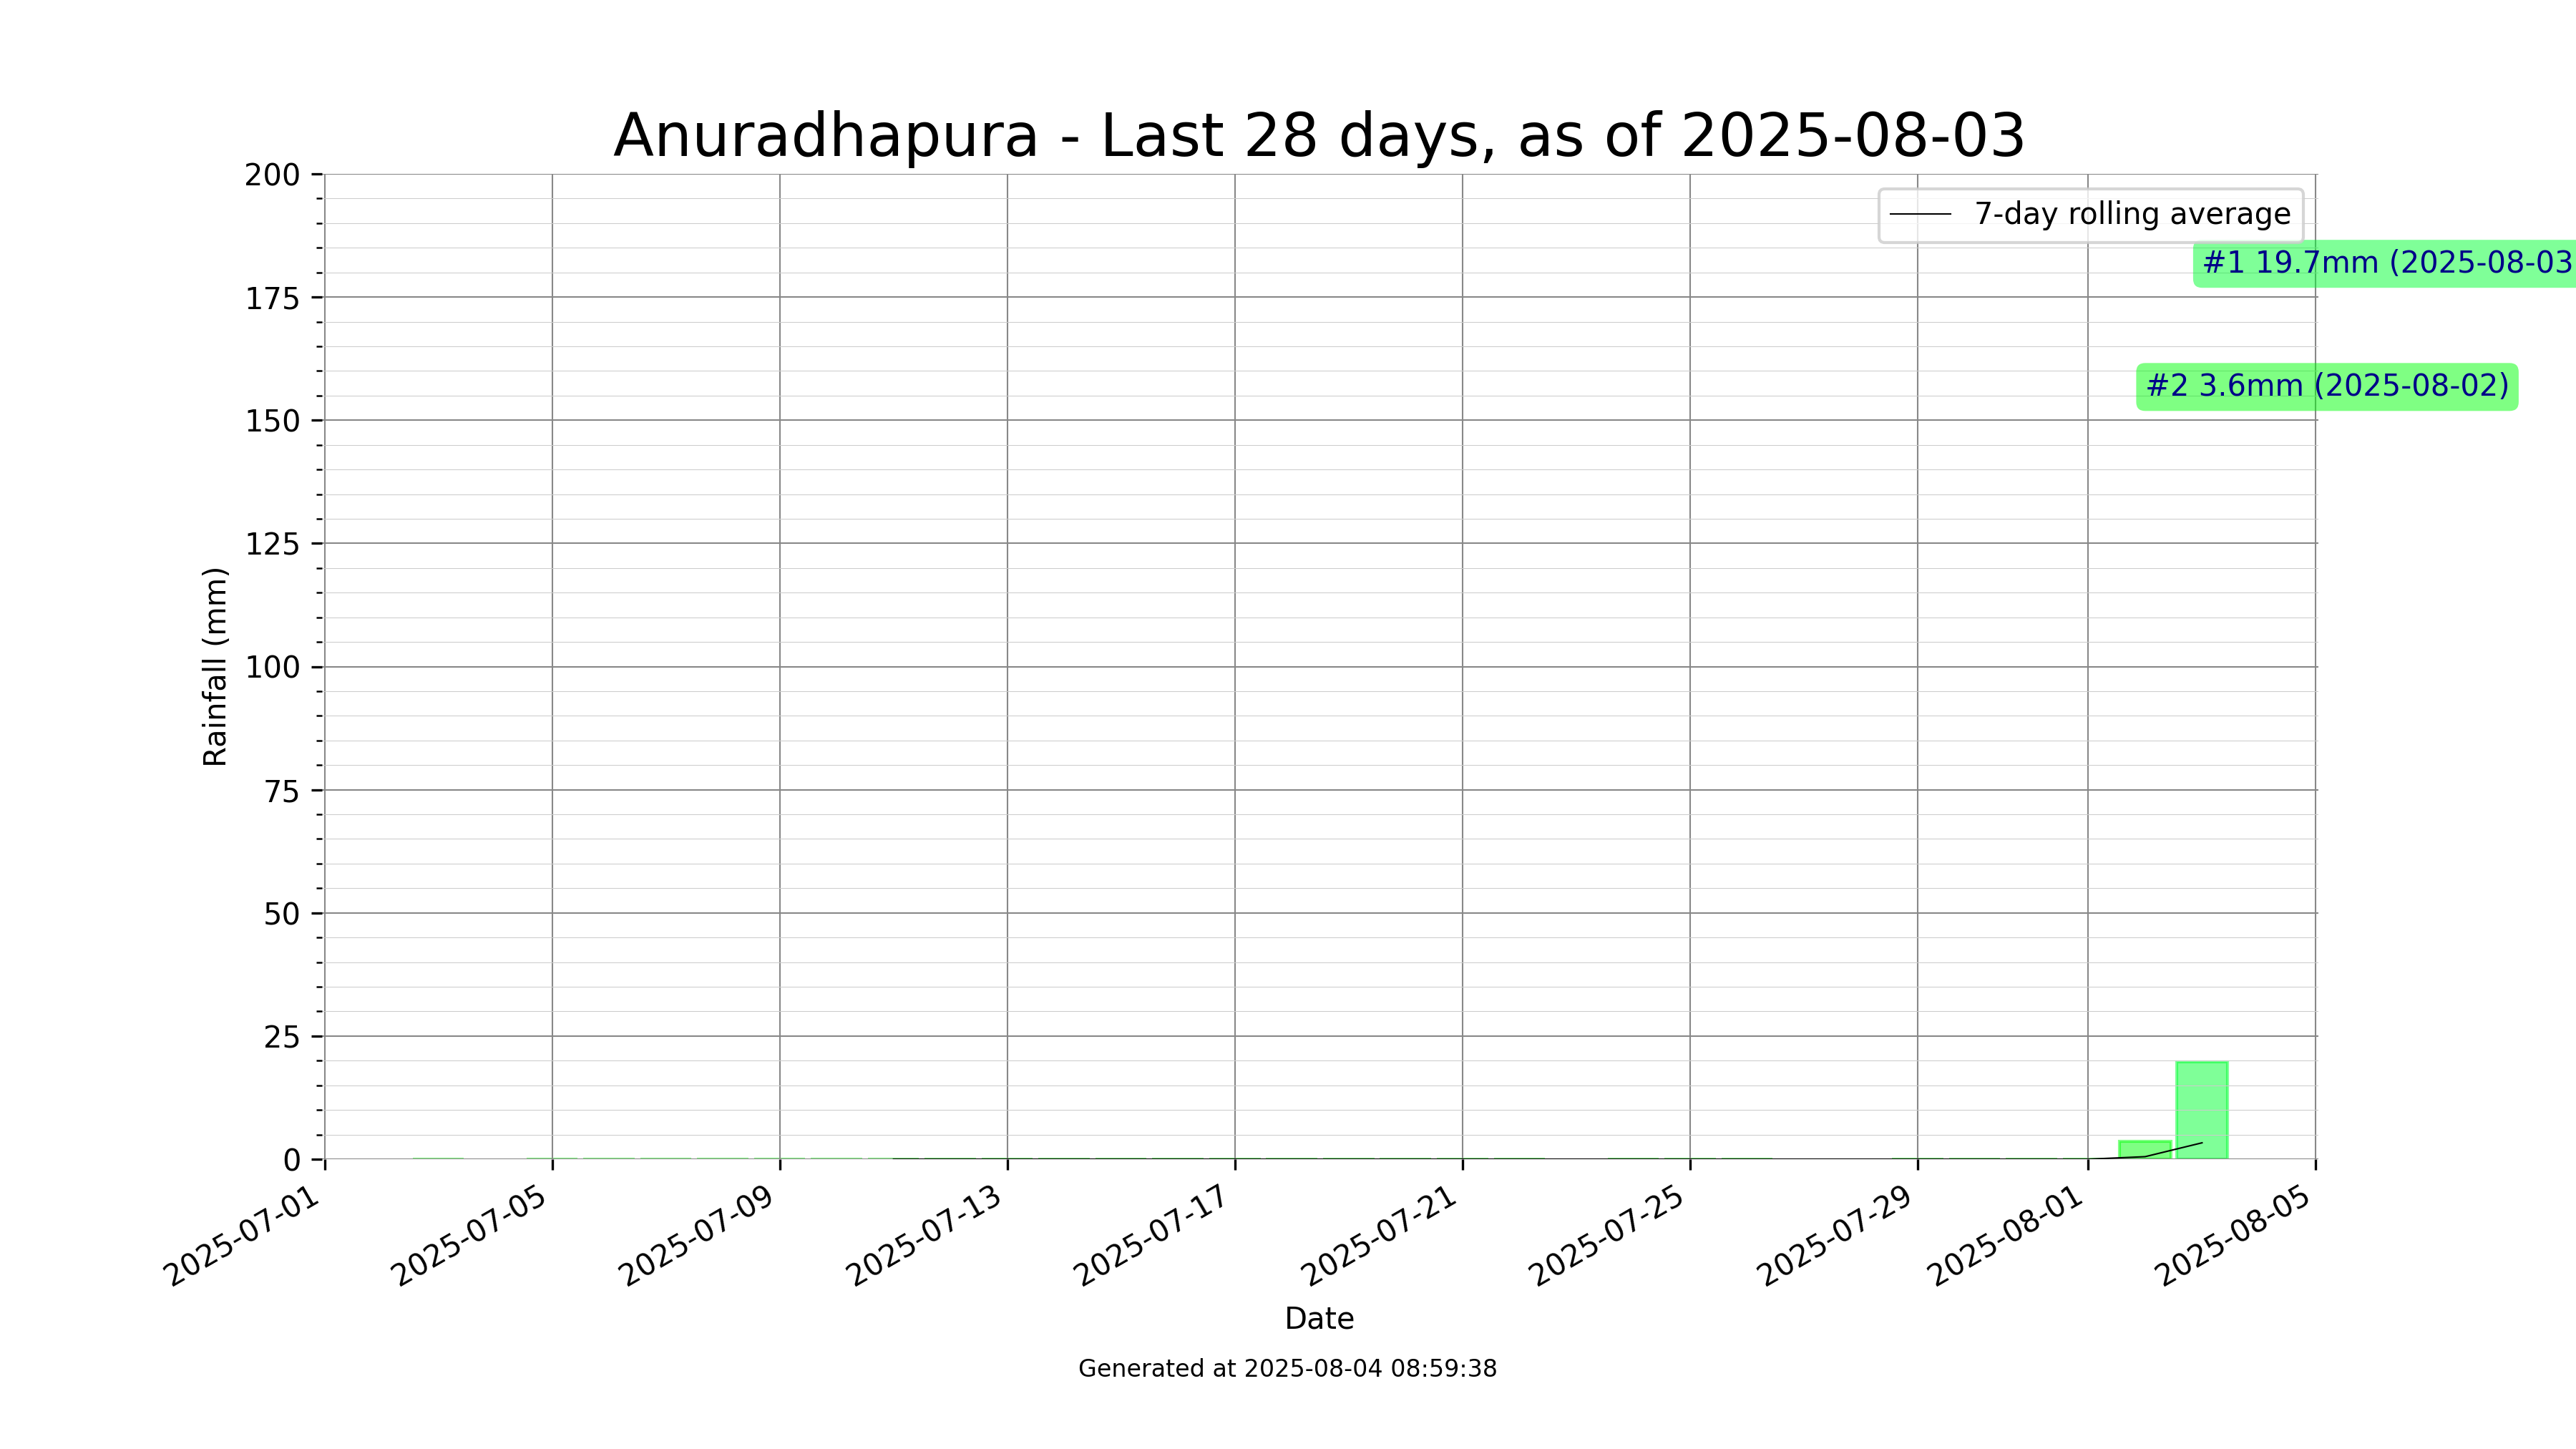 Anuradhapura - Last 28 days, as of 2025-08-03
200
175
150
125
100
75
50
25
0
Rainfall (mm)
7-day rolling average
#1 19.7mm (2025-08-03
#2 3.6mm (2025-08-02)
2025-07-01
2025-07-05
2025-07-09
2025-07-13
2025-07-17
2025-07-21
2025-07-25
2025-07-29
2025-08-01
2025-08-05
Date
Generated at 2025-08-04 08:59:38